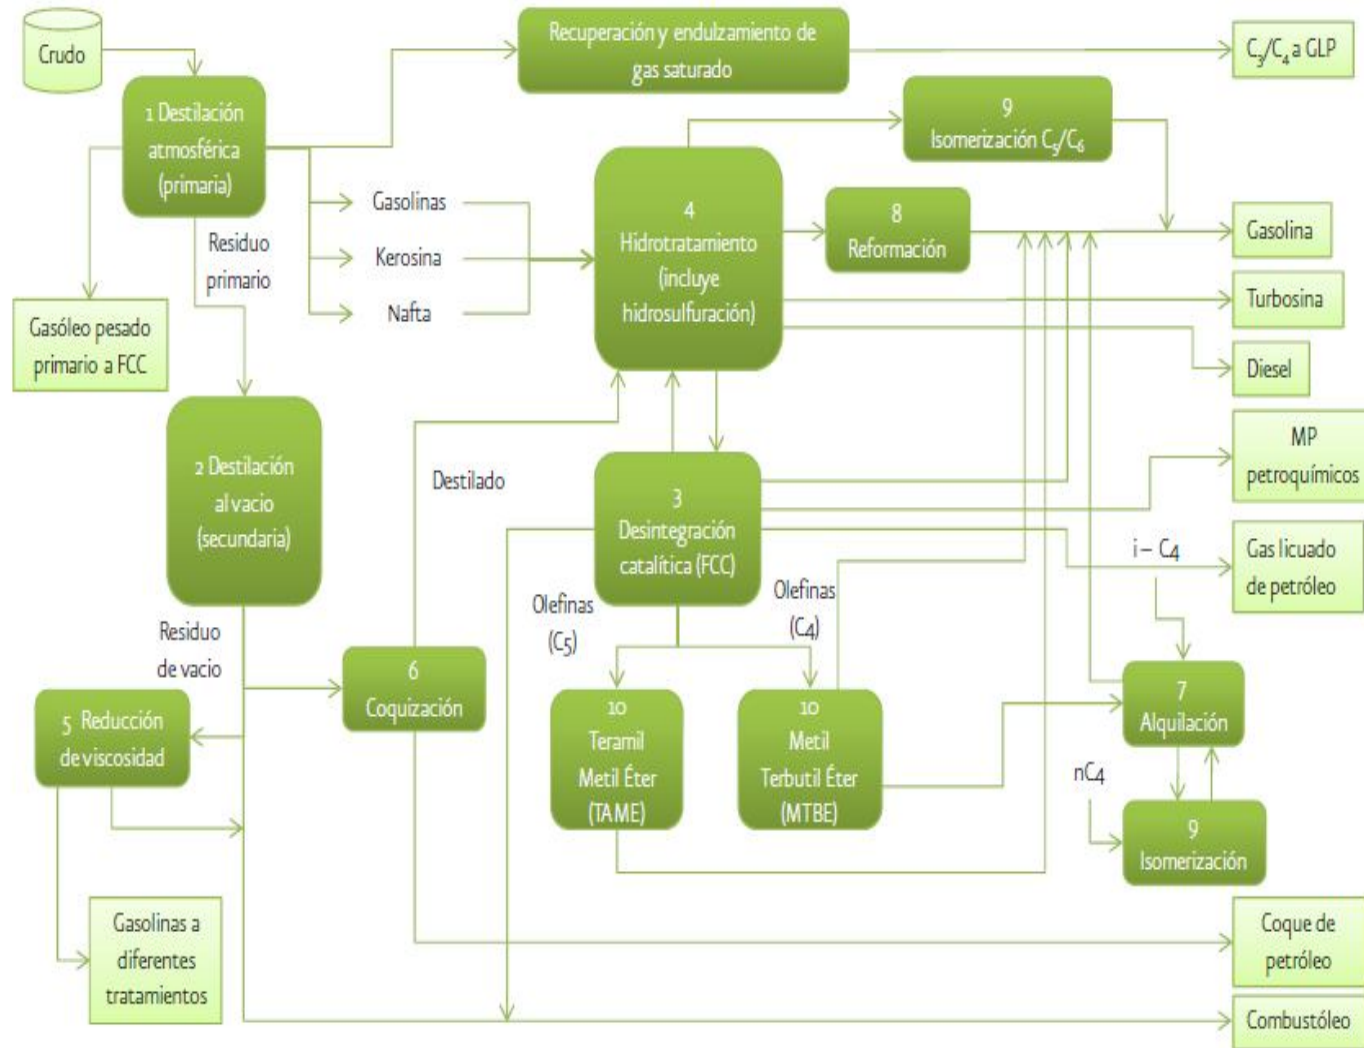 Crudo
Recuperación y endulzamiento de
gas saturado
C₃/C₄ a GLP
1 Destilación
atmosférica
(primaria)
9
Isomerización C₅/C₆
Gasolinas
Kerosina
Nafta
4
Hidrotratamiento
(incluye
hidrosulfuración)
8
Reformación
Gasolina
Turbosina
Diesel
Residuo
primario
Gasóleo pesado
primario a FCC
2 Destilación
al vacio
(secundaria)
Destilado
3
Desintegración
catalítica (FCC)
MP
petroquímicos
i – C4
Gas licuado
de petróleo
Olefinas
(C5)
Olefinas
(C4)
Residuo
de vacio
6
Coquización
5 Reducción
de viscosidad
10
Teramil
Metil Éter
(TAME)
10
Metil
Terbutil Éter
(MTBE)
7
Alquilación
nC4
9
Isomerización
Gasolinas a
diferentes
tratamientos
Coque de
petróleo
Combustóleo